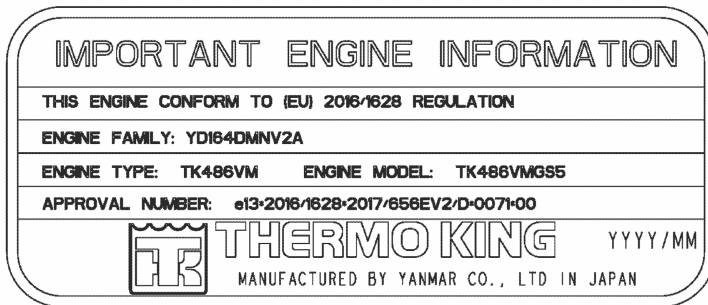 IMPORTANT ENGINE INFORMATION
THIS ENGINE CONFORM TO (EU) 2016/1628 REGULATION
ENGINE FAMILY: YD164DMNV2A
ENGINE TYPE: TK486VM ENGINE MODEL: TK486VMGS5
APPROVAL NUMBER: e13*2016/1628*2017/656EV2/D*0071*00
TK THERMO KING YYYY/MM
MANUFACTURED BY YANMAR CO., LTD IN JAPAN